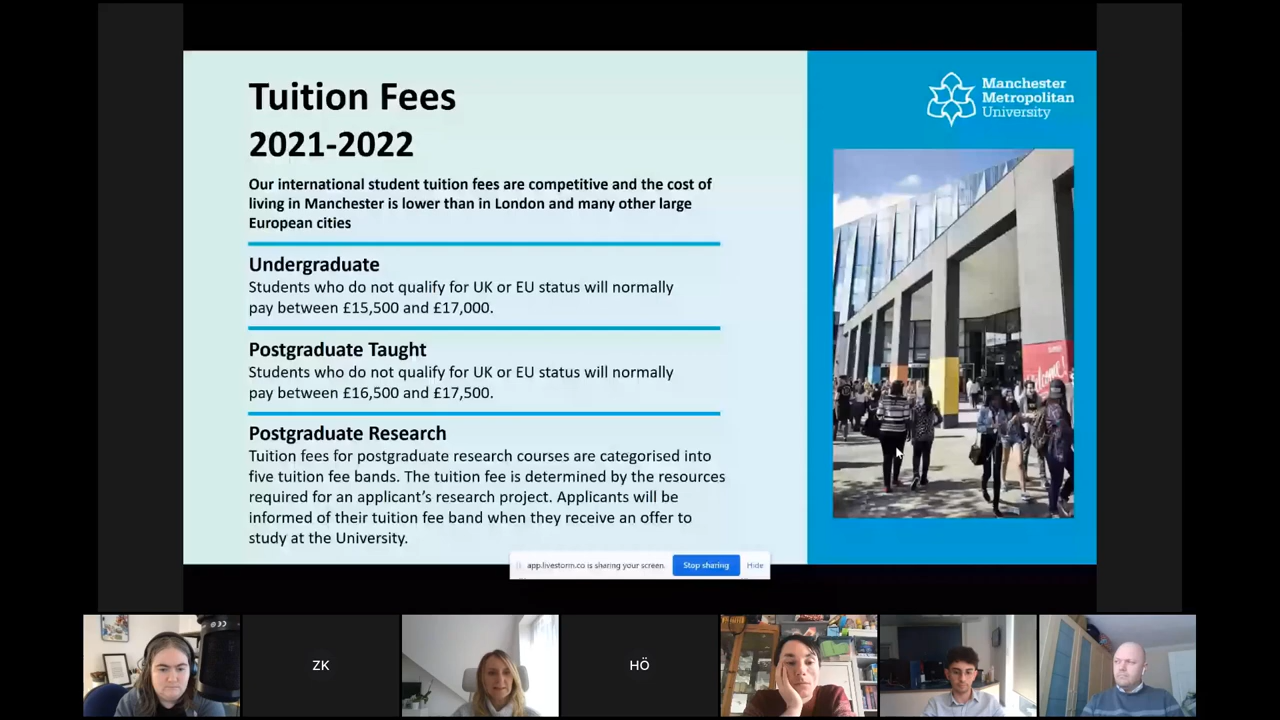 Tuition Fees
2021-2022
Our international student tuition fees are competitive and the cost of
living in Manchester is lower than in London and many other large
European cities
Undergraduate
Students who do not qualify for UK or EU status will normally
pay between £15,500 and £17,000.
Postgraduate Taught
Students who do not qualify for UK or EU status will normally
pay between £16,500 and £17,500.
Postgraduate Research
Tuition fees for postgraduate research courses are categorised into
five tuition fee bands. The tuition fee is determined by the resources
required for an applicant’s research project. Applicants will be
informed of their tuition fee band when they receive an offer to
study at the University.
Manchester
Metropolitan
University
Welcome
app.livestorm.co is sharing your screen.
Stop sharing
Hide
ZK
HÖ